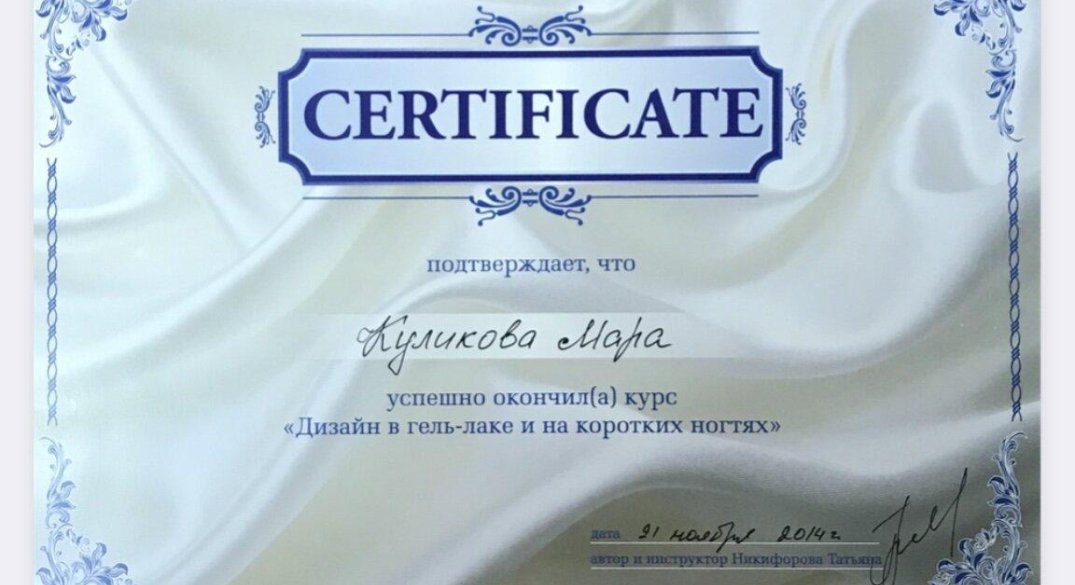 CERTIFICATE
подтверждает, что
Куликова Мара
успешно окончил(а) курс
«Дизайн в гель-лаке и на коротких ногтях»
дата 21 ноября 2014г.
автор и инструктор Никифорова Татьяна